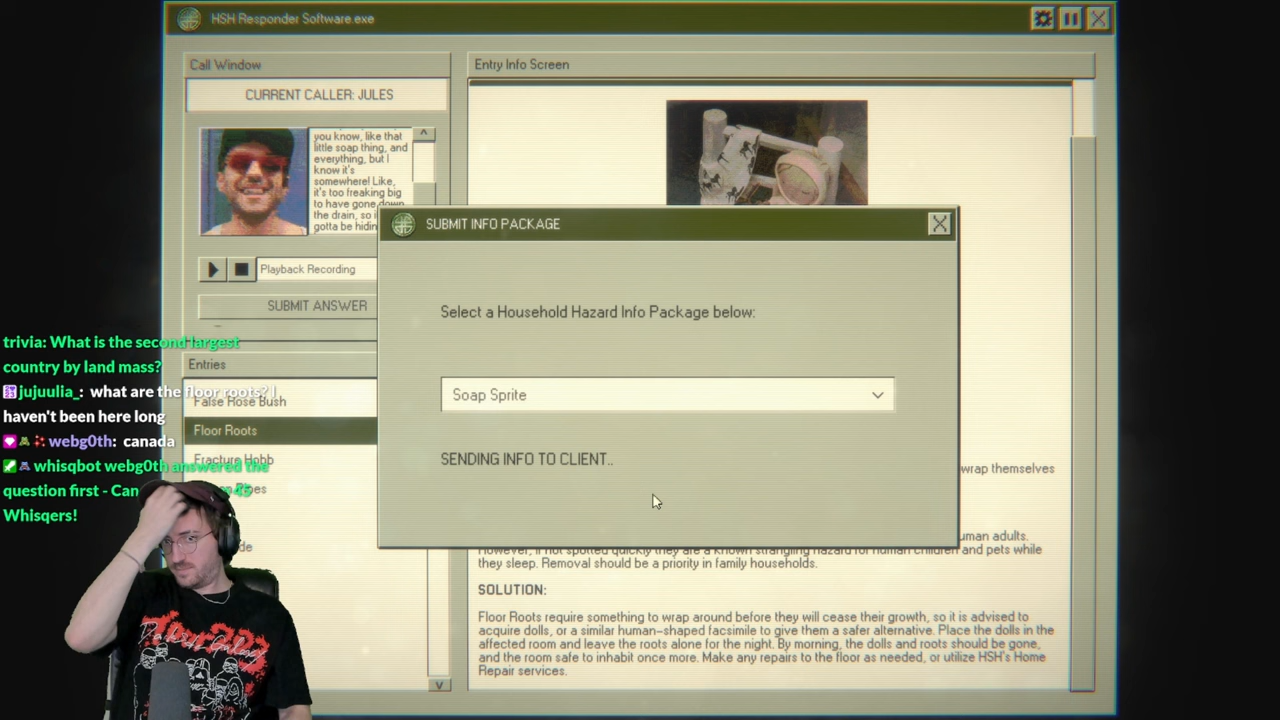 HSH Responder Software.exe
Call Window
CURRENT CALLER: JULES
you know, like that
little soap thing, and
everything, but I
know it's
somewhere! Like,
it's too freaking big
to have gone down
the drain, so i
gotta be hidin
Playback Recording
SUBMIT ANSWER
Entries
False Rose Bush
Floor Roots
Fracture Hobb
Entry Info Screen
SUBMIT INFO PACKAGE
Select a Household Hazard Info Package below:
Soap Sprite
SENDING INFO TO CLIENT..
wrap themselves
uman adults.
However, if not spotted quickly they are a known strangling hazard for human children and pets while
they sleep. Removal should be a priority in family households.
SOLUTION:
Floor Roots require something to wrap around before they will cease their growth, so it is advised to
acquire dolls, or a similar human-shaped facsimile to give them a safer alternative. Place the dolls in the
affected room and leave the roots alone for the night. By morning, the dolls and roots should be gone,
and the room safe to inhabit once more. Make any repairs to the floor as needed, or utilize HSH's Home
Repair services.
trivia: What is the second largest
country by land mass?
jujuulia_: what are the floor roots? I
haven't been here long
webg0th: canada
whisqbot webg0th answered the
question first - Can 45
Whisqers!